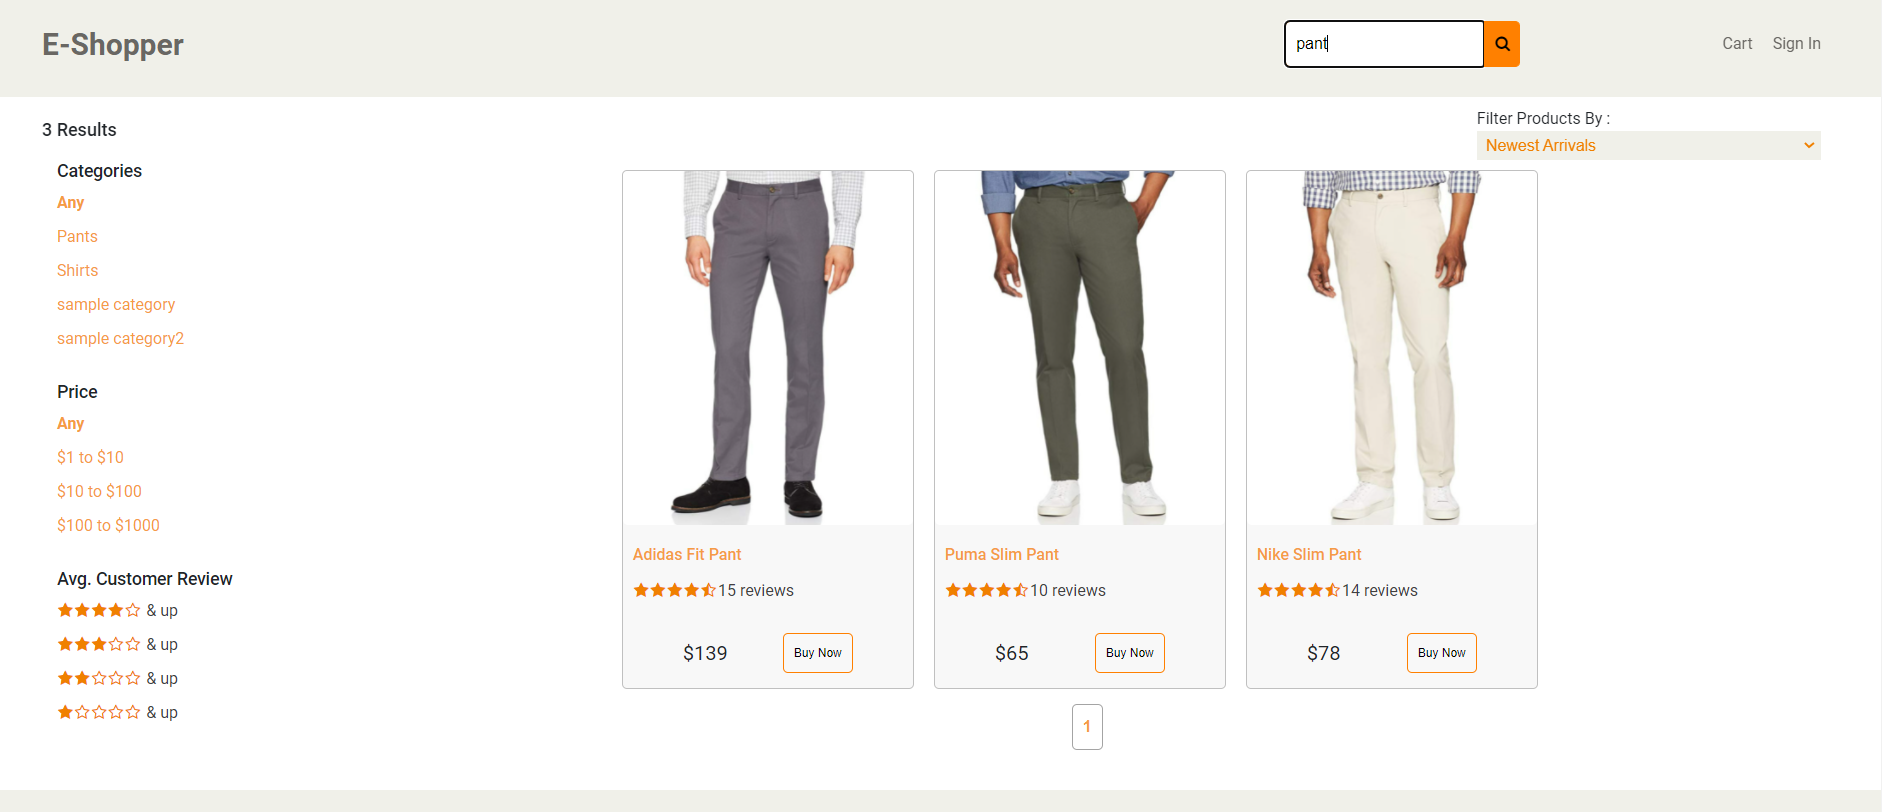 E-Shopper
pant
Cart
Sign In
3 Results
Filter Products By :
Newest Arrivals
Categories
Any
Pants
Shirts
sample category
sample category2
Price
Any
$1 to $10
$10 to $100
$100 to $1000
Avg. Customer Review
& up
& up
& up
& up
Adidas Fit Pant
15 reviews
$139
Buy Now
Puma Slim Pant
10 reviews
$65
Buy Now
Nike Slim Pant
14 reviews
$78
Buy Now
1